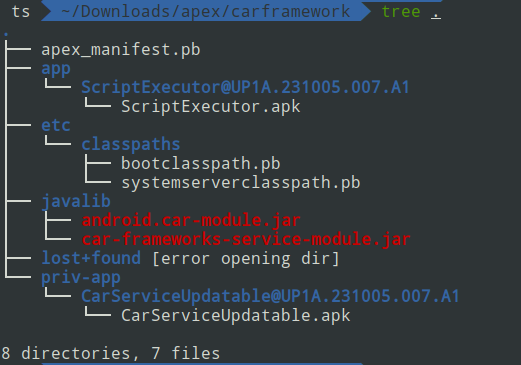 ts ~/Downloads/apex/carframework tree .
.
├── apex_manifest.pb
├── app
│   └── ScriptExecutor@UP1A.231005.007.A1
│       └── ScriptExecutor.apk
├── etc
│   └── classpaths
│       ├── bootclasspath.pb
│       └── systemserverclasspath.pb
├── javalib
│   ├── android.car-module.jar
│   └── car-frameworks-service-module.jar
├── lost+found [error opening dir]
└── priv-app
    └── CarServiceUpdatable@UP1A.231005.007.A1
        └── CarServiceUpdatable.apk
8 directories, 7 files